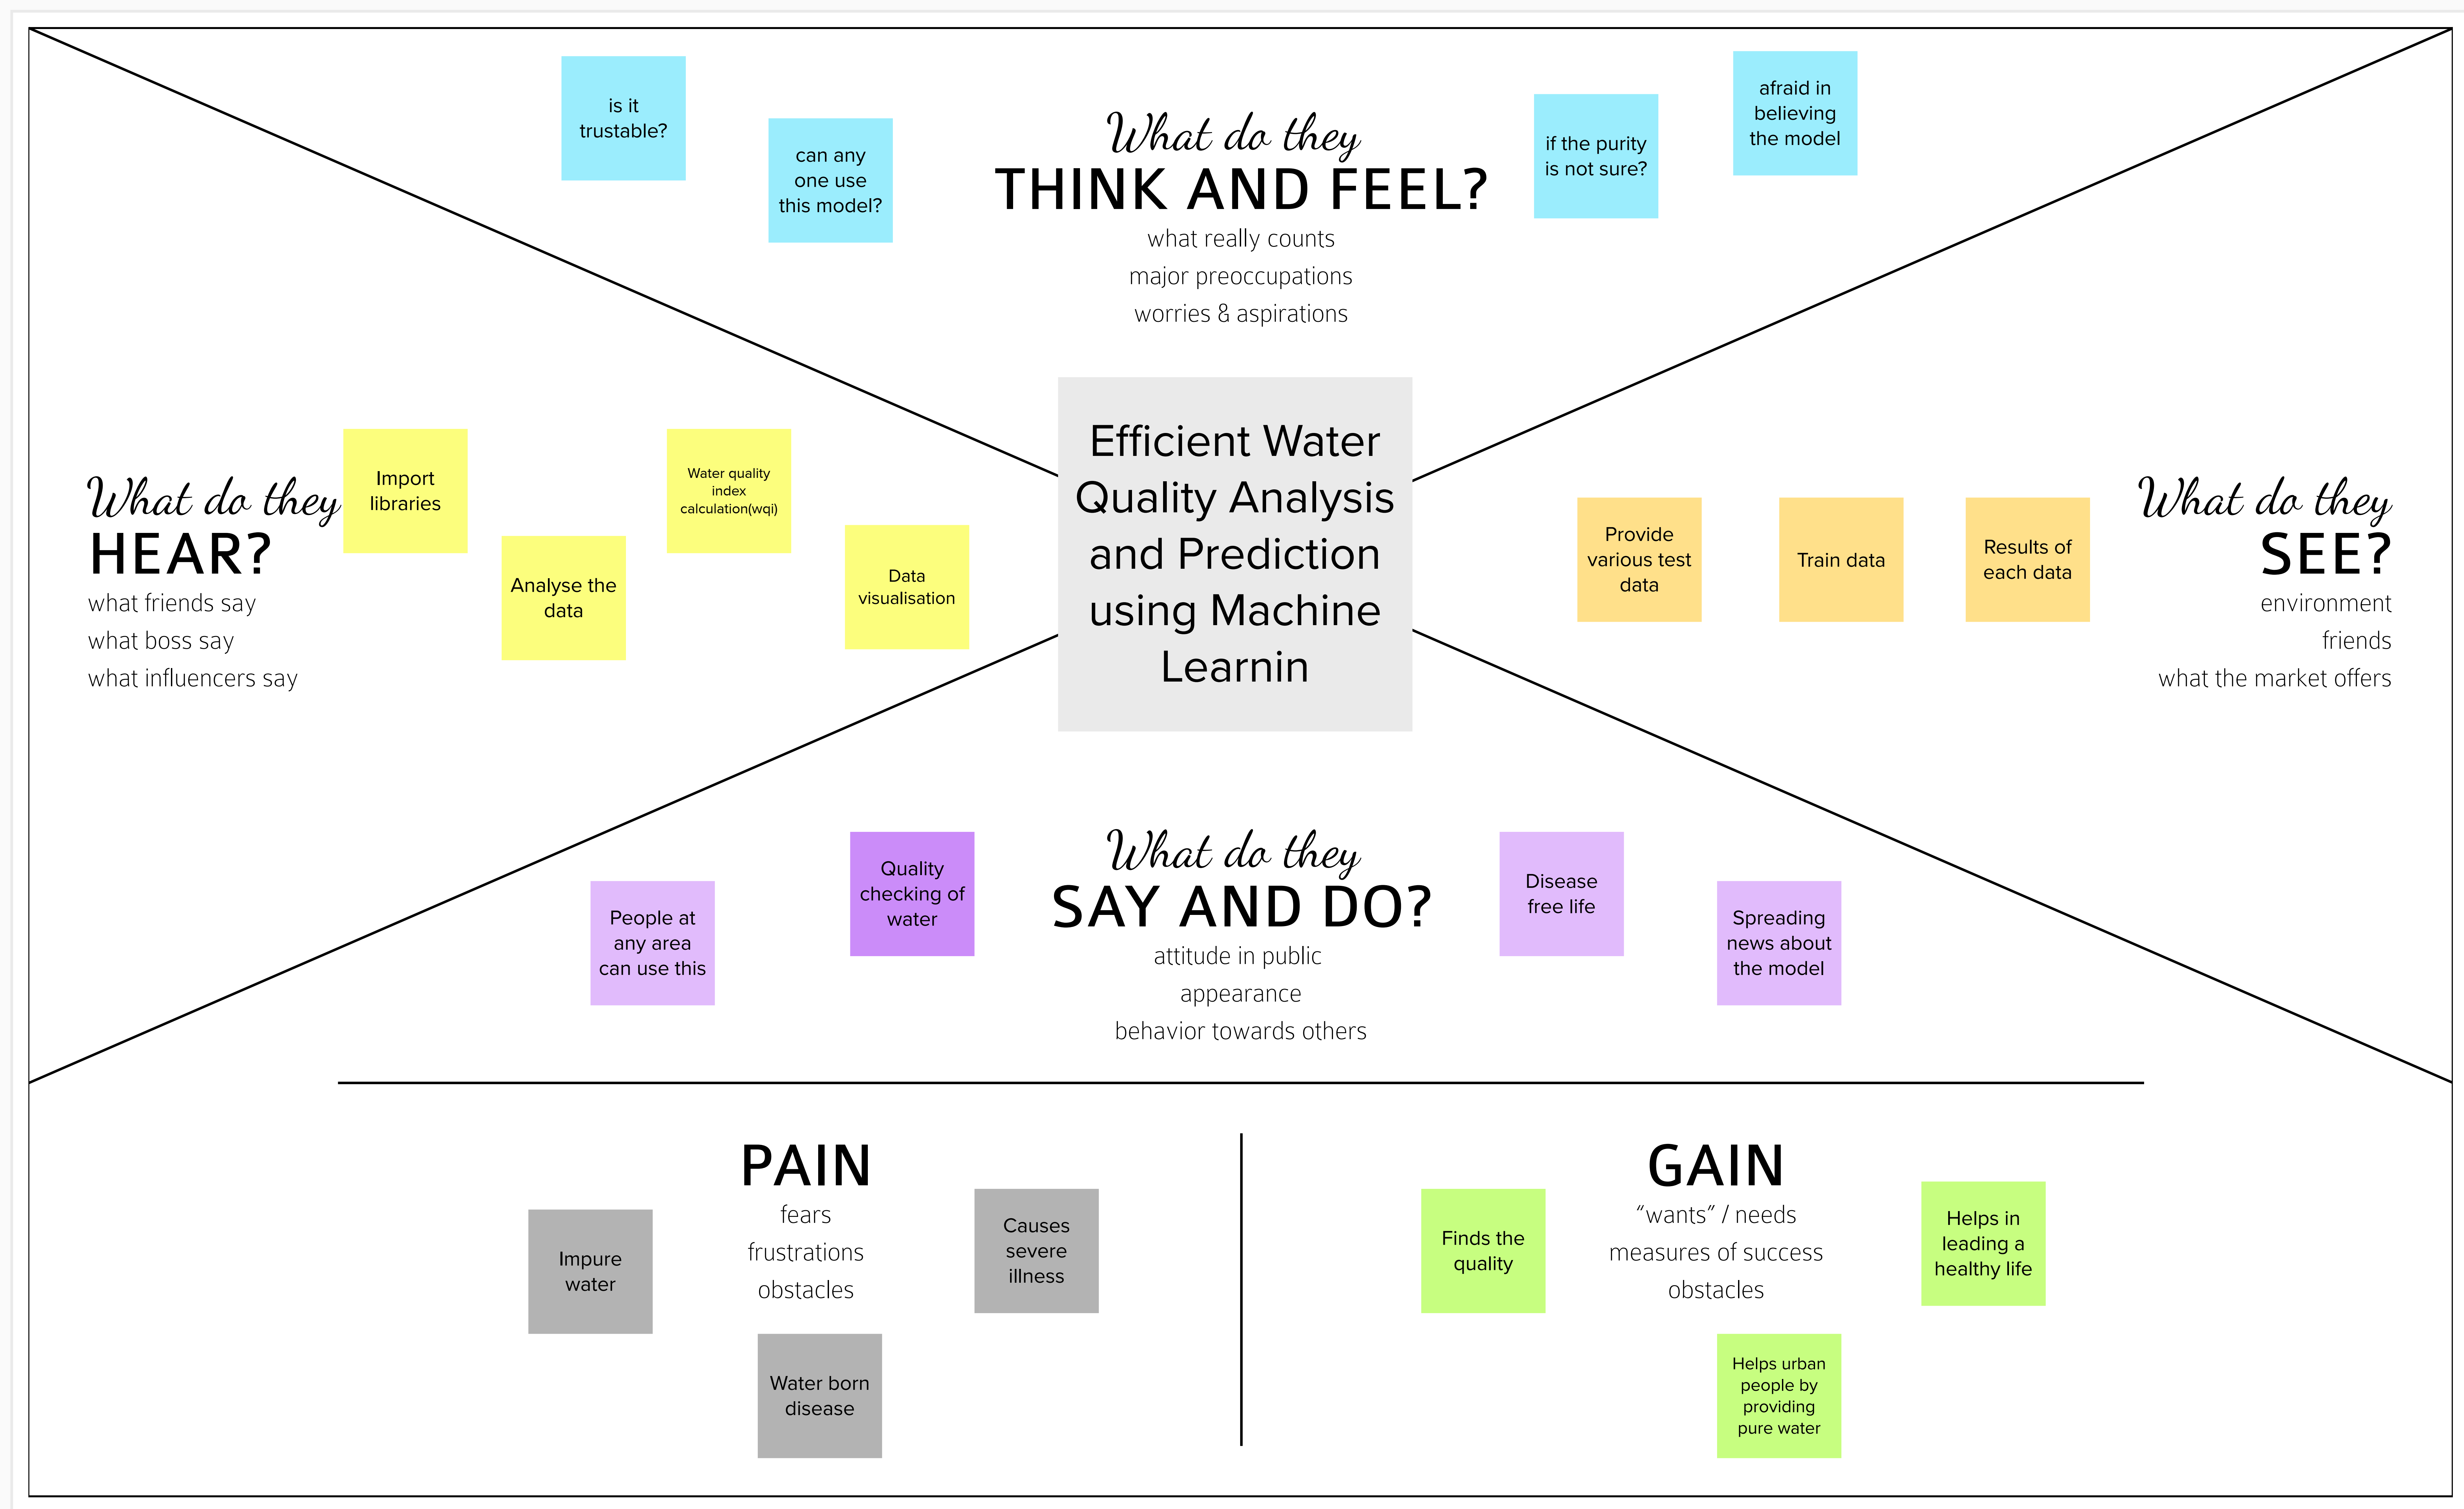 is it
trustable?
can any
one use
this model?
What do they
THINK AND FEEL?
what really counts
major preoccupations
worries & aspirations
if the purity
is not sure?
afraid in
believing
the model
What do they
HEAR?
what friends say
what boss say
what influencers say
Import
libraries
Analyse the
data
Water quality
index
calculation(wqi)
Data
visualisation
Efficient Water
Quality Analysis
and Prediction
using Machine
Learnin
Provide
various test
data
Train data
Results of
each data
What do they
SEE?
environment
friends
what the market offers
People at
any area
can use this
Quality
checking of
water
What do they
SAY AND DO?
attitude in public
appearance
behavior towards others
Disease
free life
Spreading
news about
the model
PAIN
fears
frustrations
obstacles
Impure
water
Causes
severe
illness
Water born
disease
GAIN
“wants” / needs
measures of success
obstacles
Finds the
quality
Helps in
leading a
healthy life
Helps urban
people by
providing
pure water